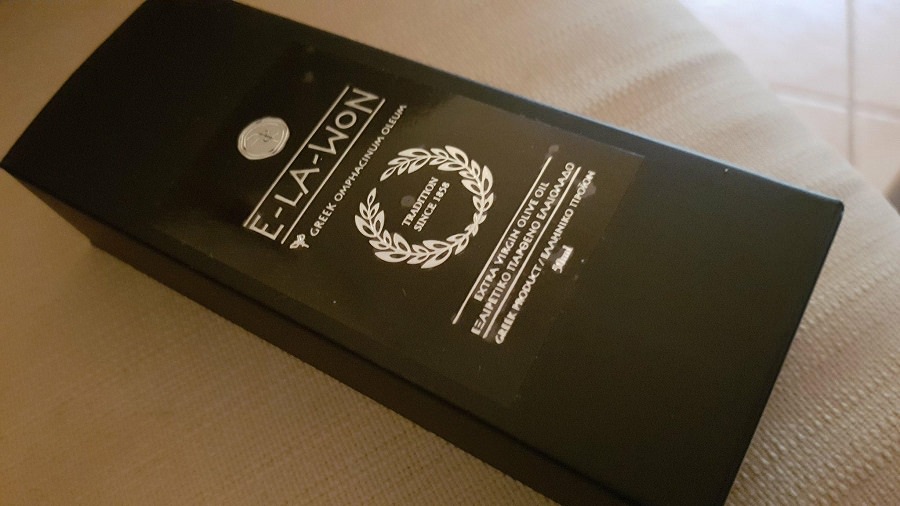 E-LA-WON
GREEK OMPHACINUM OLEUM
TRADITION
SINCE 1858
EXTRA VIRGIN OLIVE OIL
ΕΞΑΙΡΕΤΙΚΟ ΠΑΡΘΕΝΟ ΕΛΑΙΟΛΑΔΟ
GREEK PRODUCT / ΕΛΛΗΝΙΚΟ ΠΡΟΪΟΝ
50ml